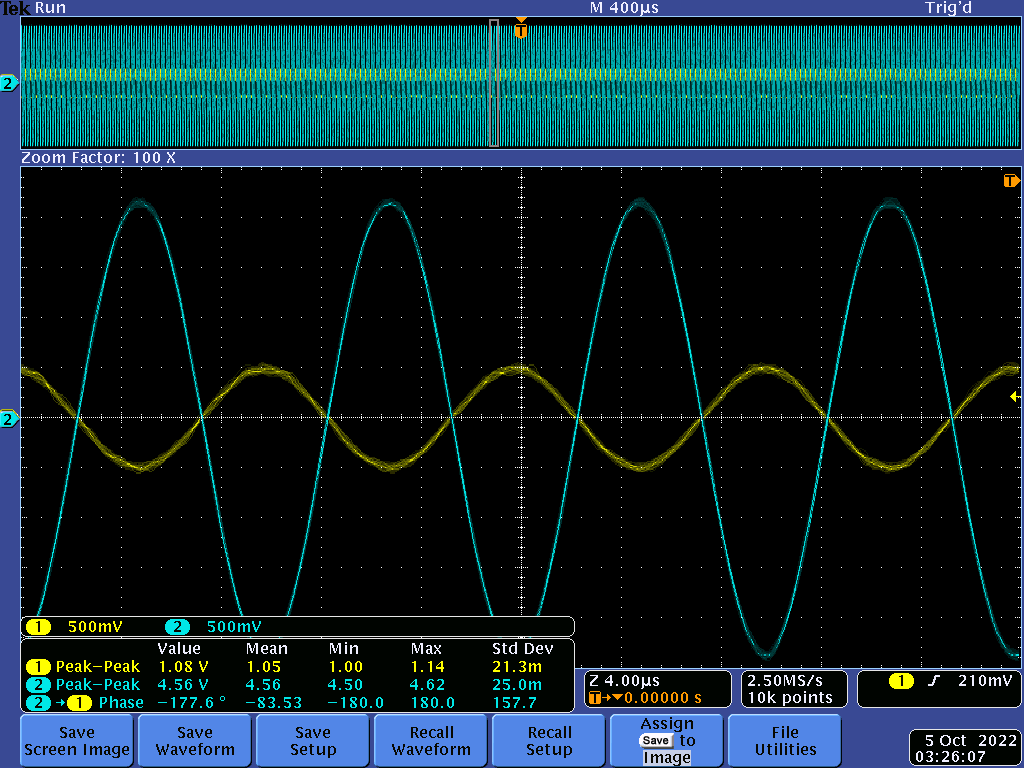 Tek Run M 400µs Trig'd
T
2
Zoom Factor: 100 X
T
2
1 500mV 2 500mV
Value Mean Min Max Std Dev
1 Peak–Peak 1.08 V 1.05 1.00 1.14 21.3m
2 Peak–Peak 4.56 V 4.56 4.50 4.62 25.0m
2 →1 Phase −177.6 ° −83.53 −180.0 180.0 157.7
Z 4.00µs
T→▼0.00000 s
2.50MS/s
10k points
1 ∫ 210mV
Save
Screen Image
Save
Waveform
Save
Setup
Recall
Waveform
Recall
Setup
Assign
Save to
Image
File
Utilities
5 Oct 2022
03:26:07